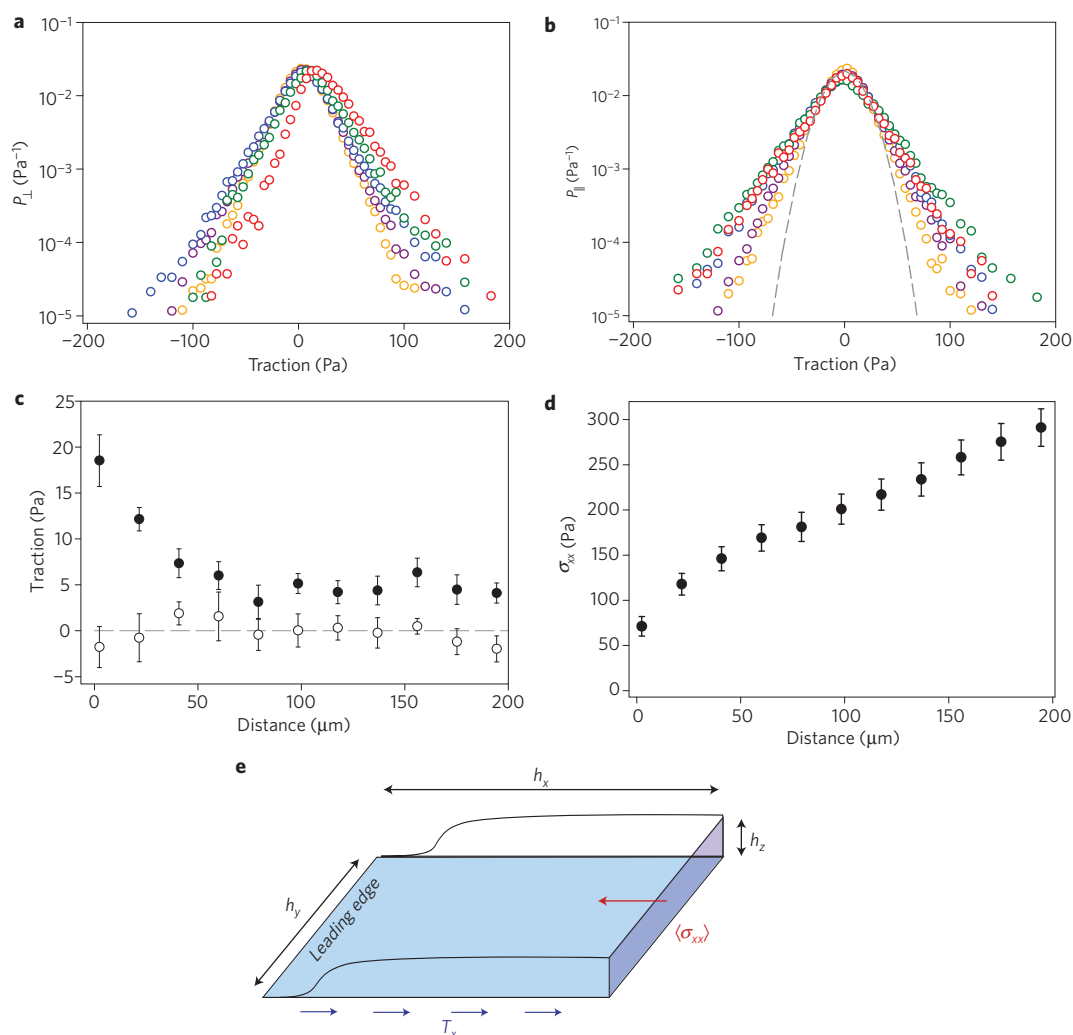 a
10⁻¹
10⁻²
10⁻³
10⁻⁴
10⁻⁵
P⊥ (Pa⁻¹)
−200
−100
0
100
200
Traction (Pa)
b
10⁻¹
10⁻²
10⁻³
10⁻⁴
10⁻⁵
P∥ (Pa⁻¹)
−200
−100
0
100
200
Traction (Pa)
c
25
20
15
10
5
0
−5
Traction (Pa)
0
50
100
150
200
Distance (μm)
d
300
250
200
150
100
50
0
σxx (Pa)
0
50
100
150
200
Distance (μm)
e
hx
hz
hy
Leading edge
⟨σxx⟩
Tx